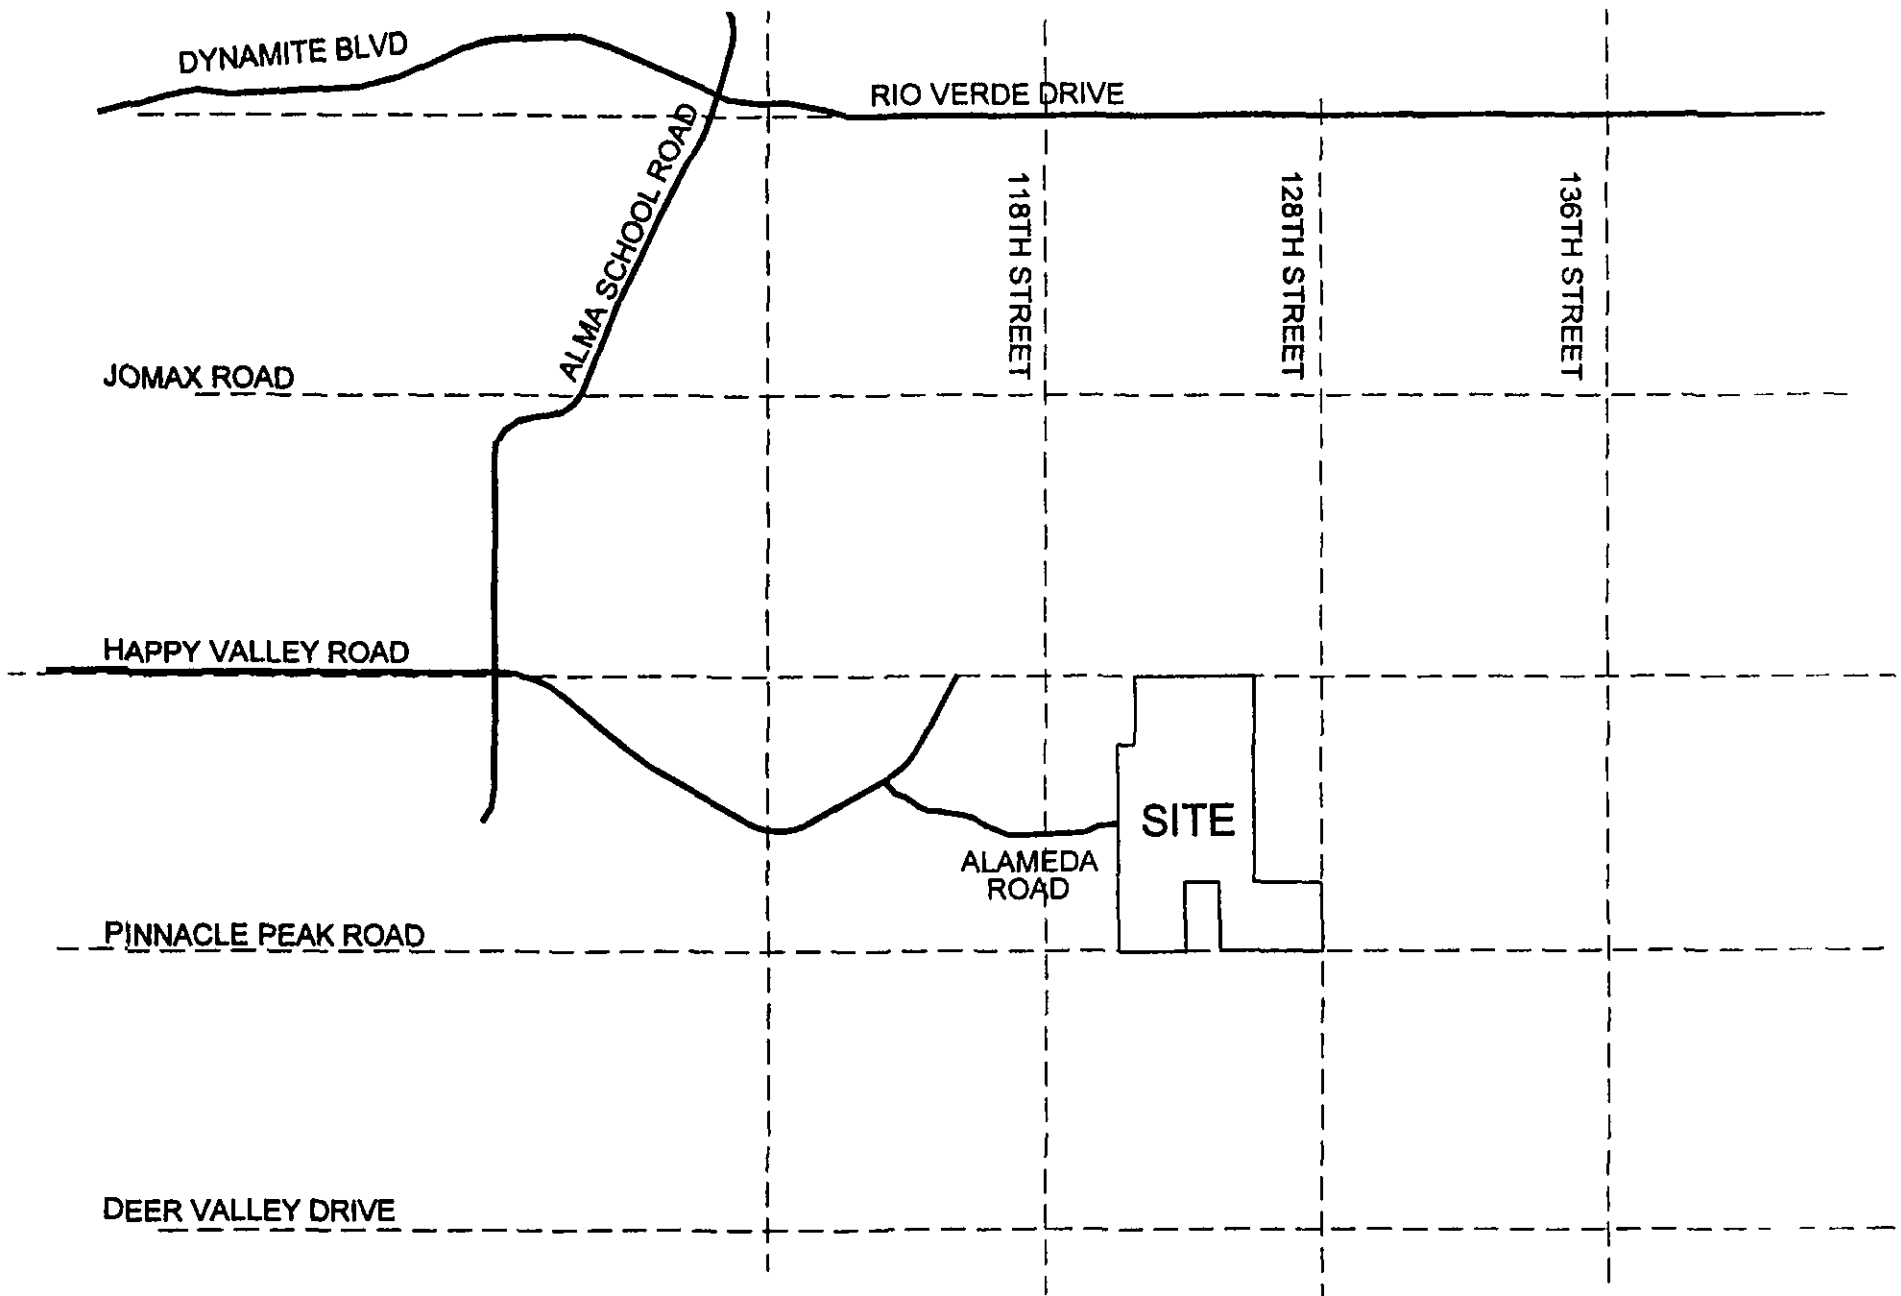 DYNAMITE BLVD
RIO VERDE DRIVE
ALMA SCHOOL ROAD
118TH STREET
128TH STREET
136TH STREET
JOMAX ROAD
HAPPY VALLEY ROAD
SITE
ALAMEDA
ROAD
PINNACLE PEAK ROAD
DEER VALLEY DRIVE